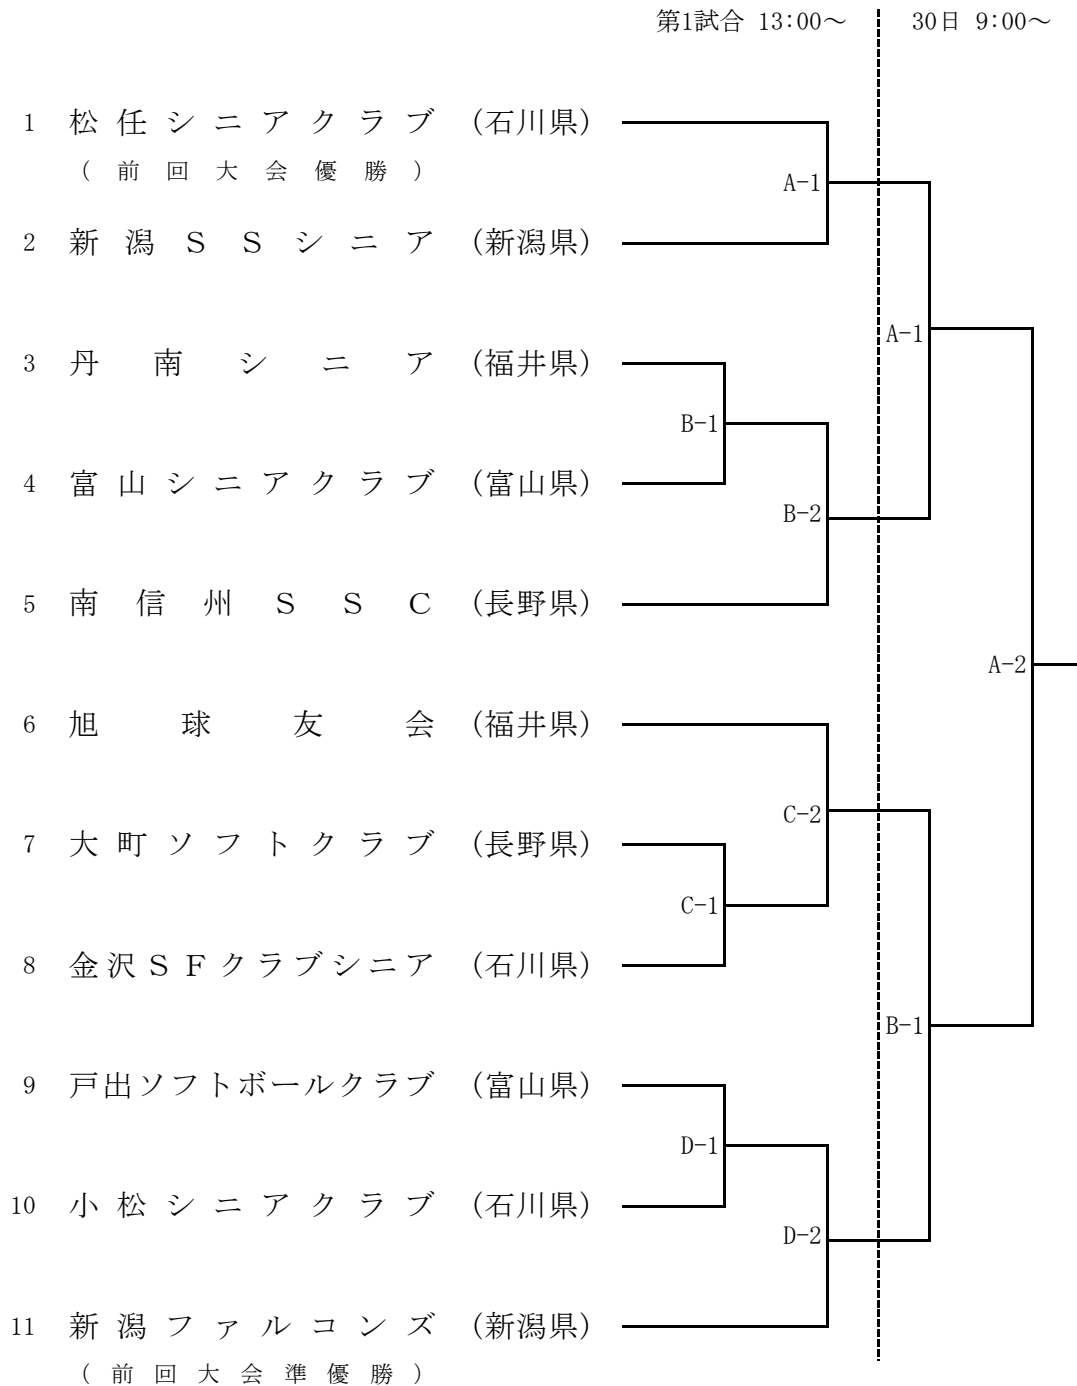 第1試合 13:00～ 30日 9:00～
1 松任シニアクラブ (石川県)
(前回大会優勝)
A-1
2 新潟ＳＳシニア (新潟県)
A-1
3 丹南シニア (福井県)
B-1
4 富山シニアクラブ (富山県)
B-2
5 南信州ＳＳＣ (長野県)
A-2
6 旭球友会 (福井県)
C-2
7 大町ソフトクラブ (長野県)
C-1
8 金沢ＳＦクラブシニア (石川県)
B-1
9 戸出ソフトボールクラブ (富山県)
D-1
10 小松シニアクラブ (石川県)
D-2
11 新潟ファルコンズ (新潟県)
(前回大会準優勝)